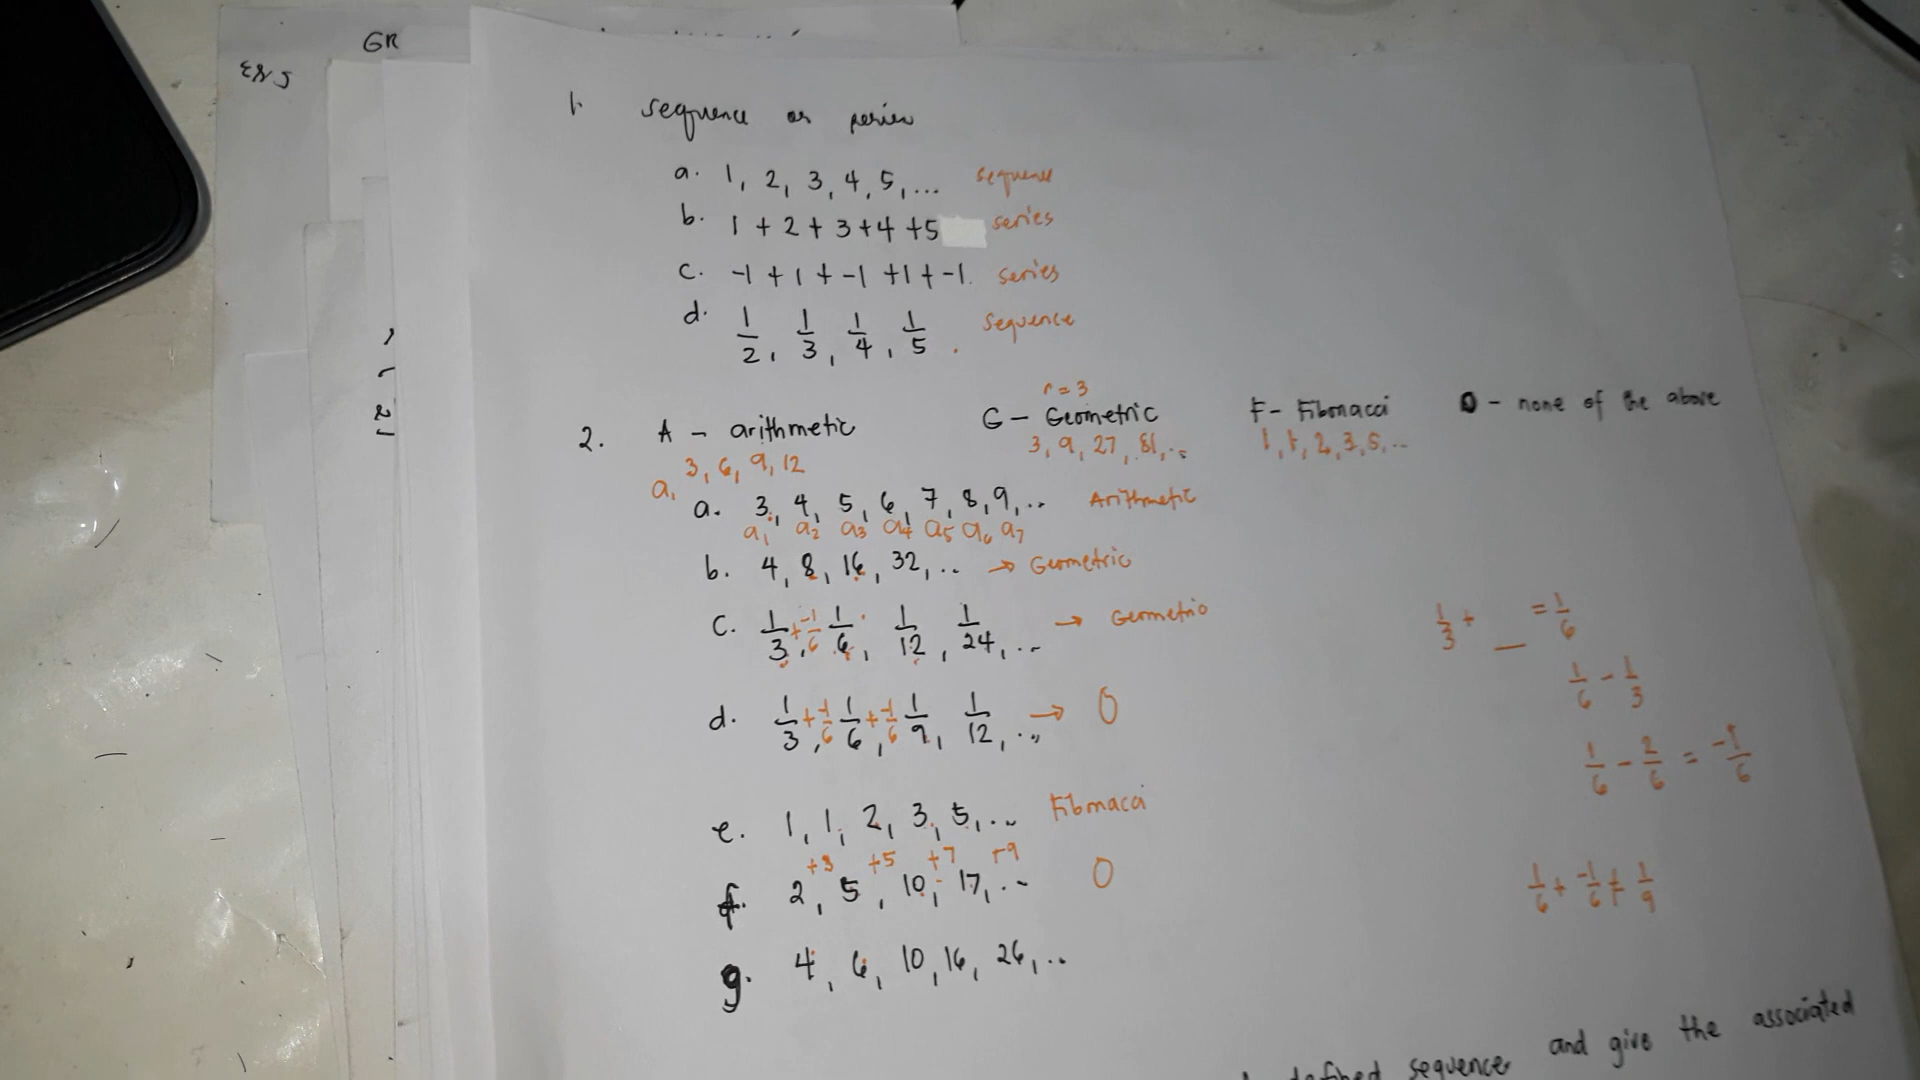 GR
1. sequence or series
a. 1, 2, 3, 4, 5, ... sequence
b. 1 + 2 + 3 + 4 + 5 series
c. -1 + 1 + -1 + 1 + -1. series
d. 1/2, 1/3, 1/4, 1/5. sequence
r = 3
2. A - arithmetic G - Geometric F - Fibonacci O - none of the above
3, 6, 9, 12 3, 9, 27, 81, .. 1, 1, 2, 3, 5, ..
a1
a. 3, 4, 5, 6, 7, 8, 9, .. Arithmetic
a1 a2 a3 a4 a5 a6 a7
b. 4, 8, 16, 32, .. → Geometric
c. 1/3 + -1/6, 1/6, 1/12, 1/24, .. → Geometric
1/3 + _ = 1/6
1/6 - 1/3
d. 1/3 + -1/6, 1/6 + -1/6, 1/9, 1/12, .. → O
1/6 - 2/6 = -1/6
e. 1, 1, 2, 3, 5, .. Fibonacci
+3 +5 +7 +9
f. 2, 5, 10, 17, .. O
1/6 + -1/6 ≠ 1/9
g. 4, 6, 10, 16, 26, ..
defined sequence and give the associated